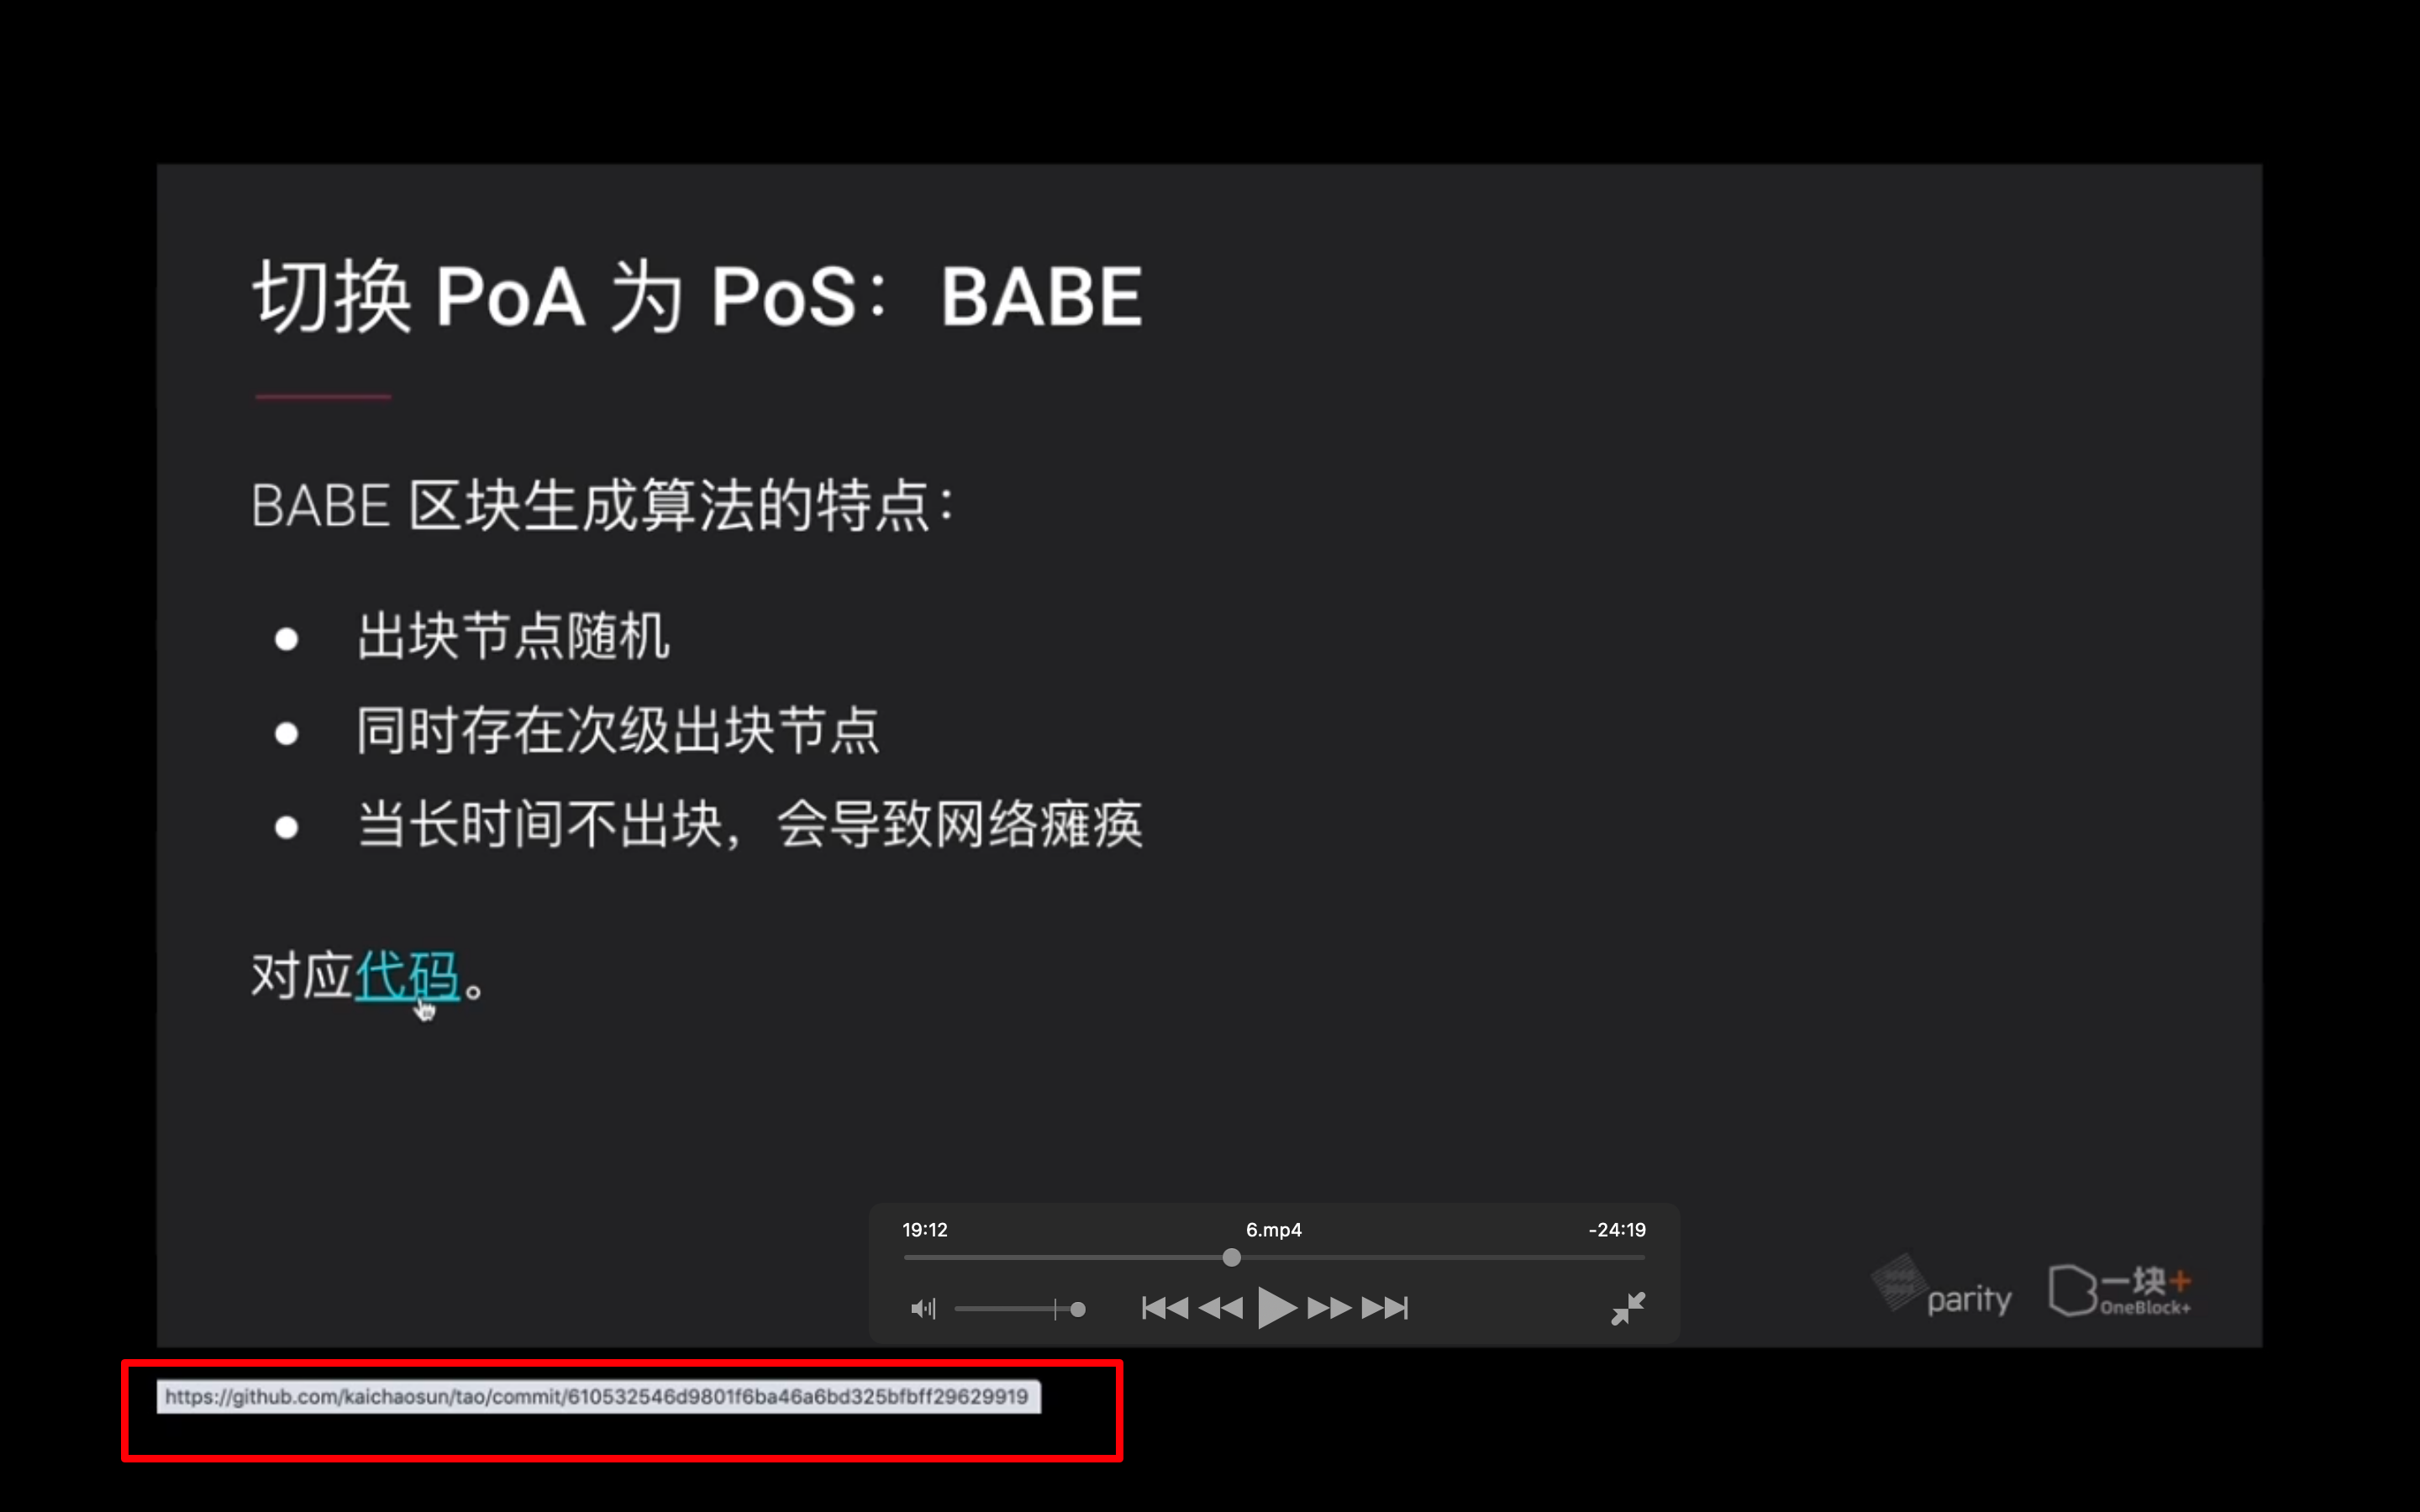 切换 PoA 为 PoS：BABE
BABE 区块生成算法的特点：
● 出块节点随机
● 同时存在次级出块节点
● 当长时间不出块，会导致网络瘫痪
对应代码。
19:12
6.mp4
-24:19
parity
一块+
OneBlock+
https://github.com/kaichaosun/tao/commit/610532546d9801f6ba46a6bd325bfbff29629919